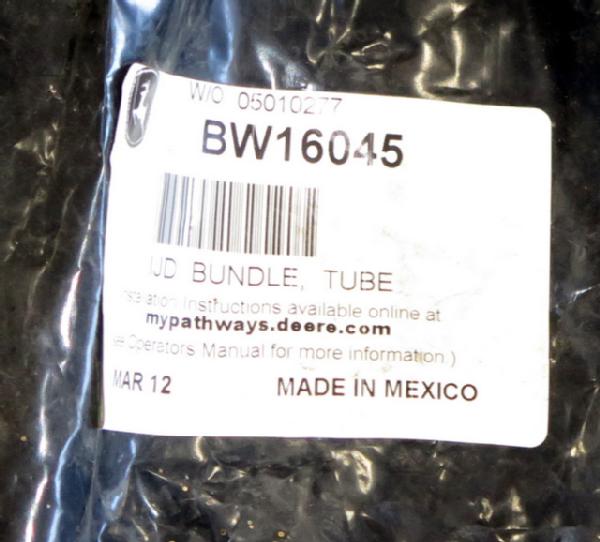 W/O 05010277
BW16045
JD BUNDLE, TUBE
Installation Instructions available online at
mypathways.deere.com
see Operators Manual for more information.)
MAR 12 MADE IN MEXICO